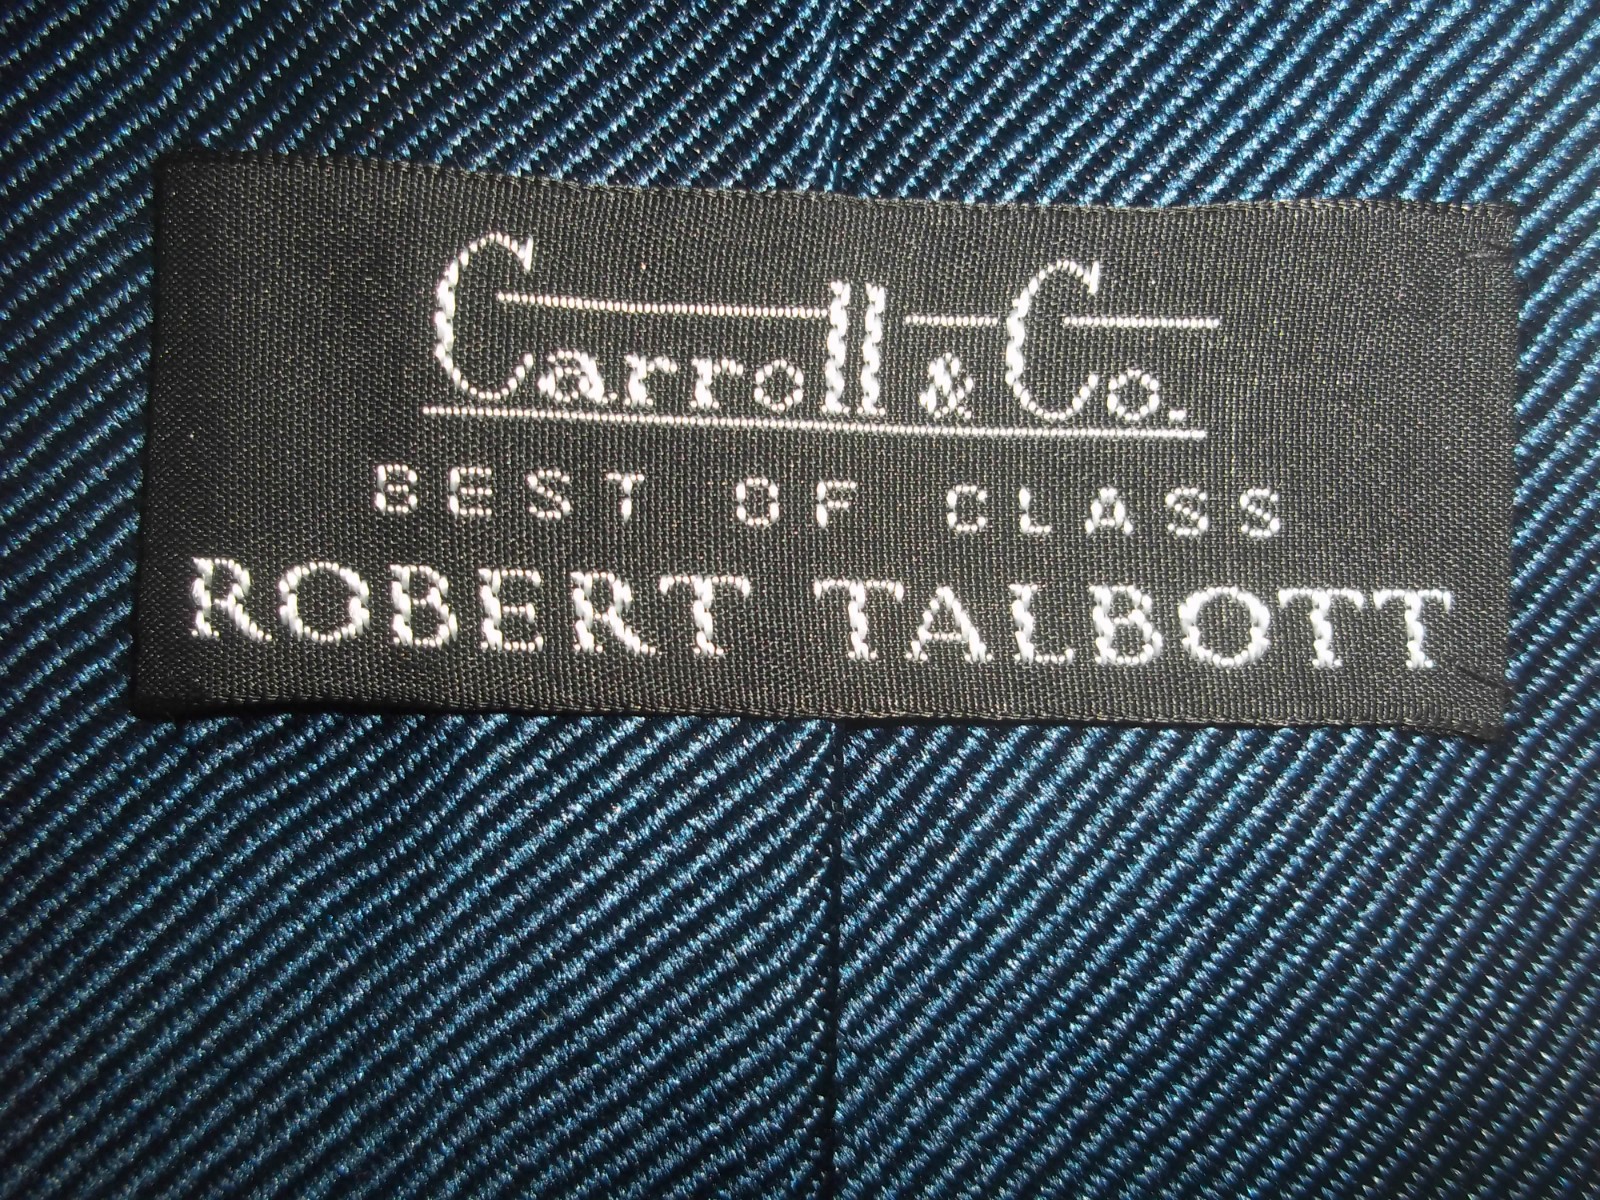 Carroll & Co.
BEST OF CLASS
ROBERT TALBOTT